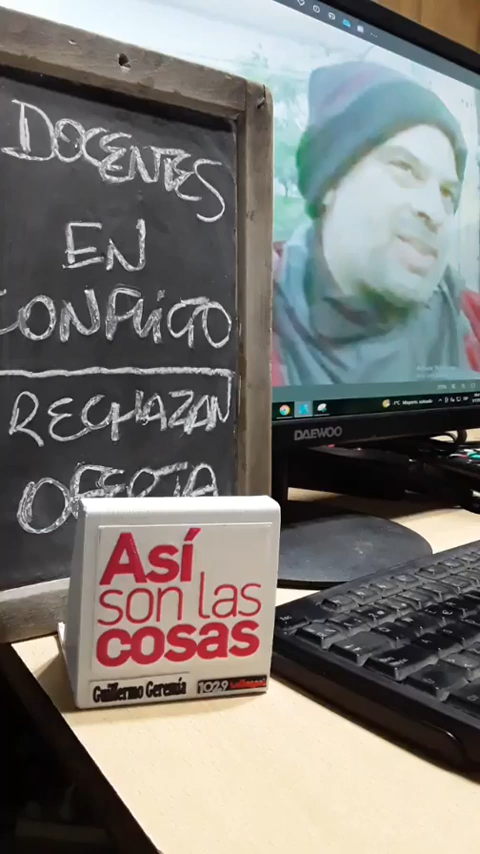 DOCENTES
EN
CONFLICTO
RECHAZAN
OFERTA
DAEWOO
Así
son las
cosas
Guillermo Geremía
102.9